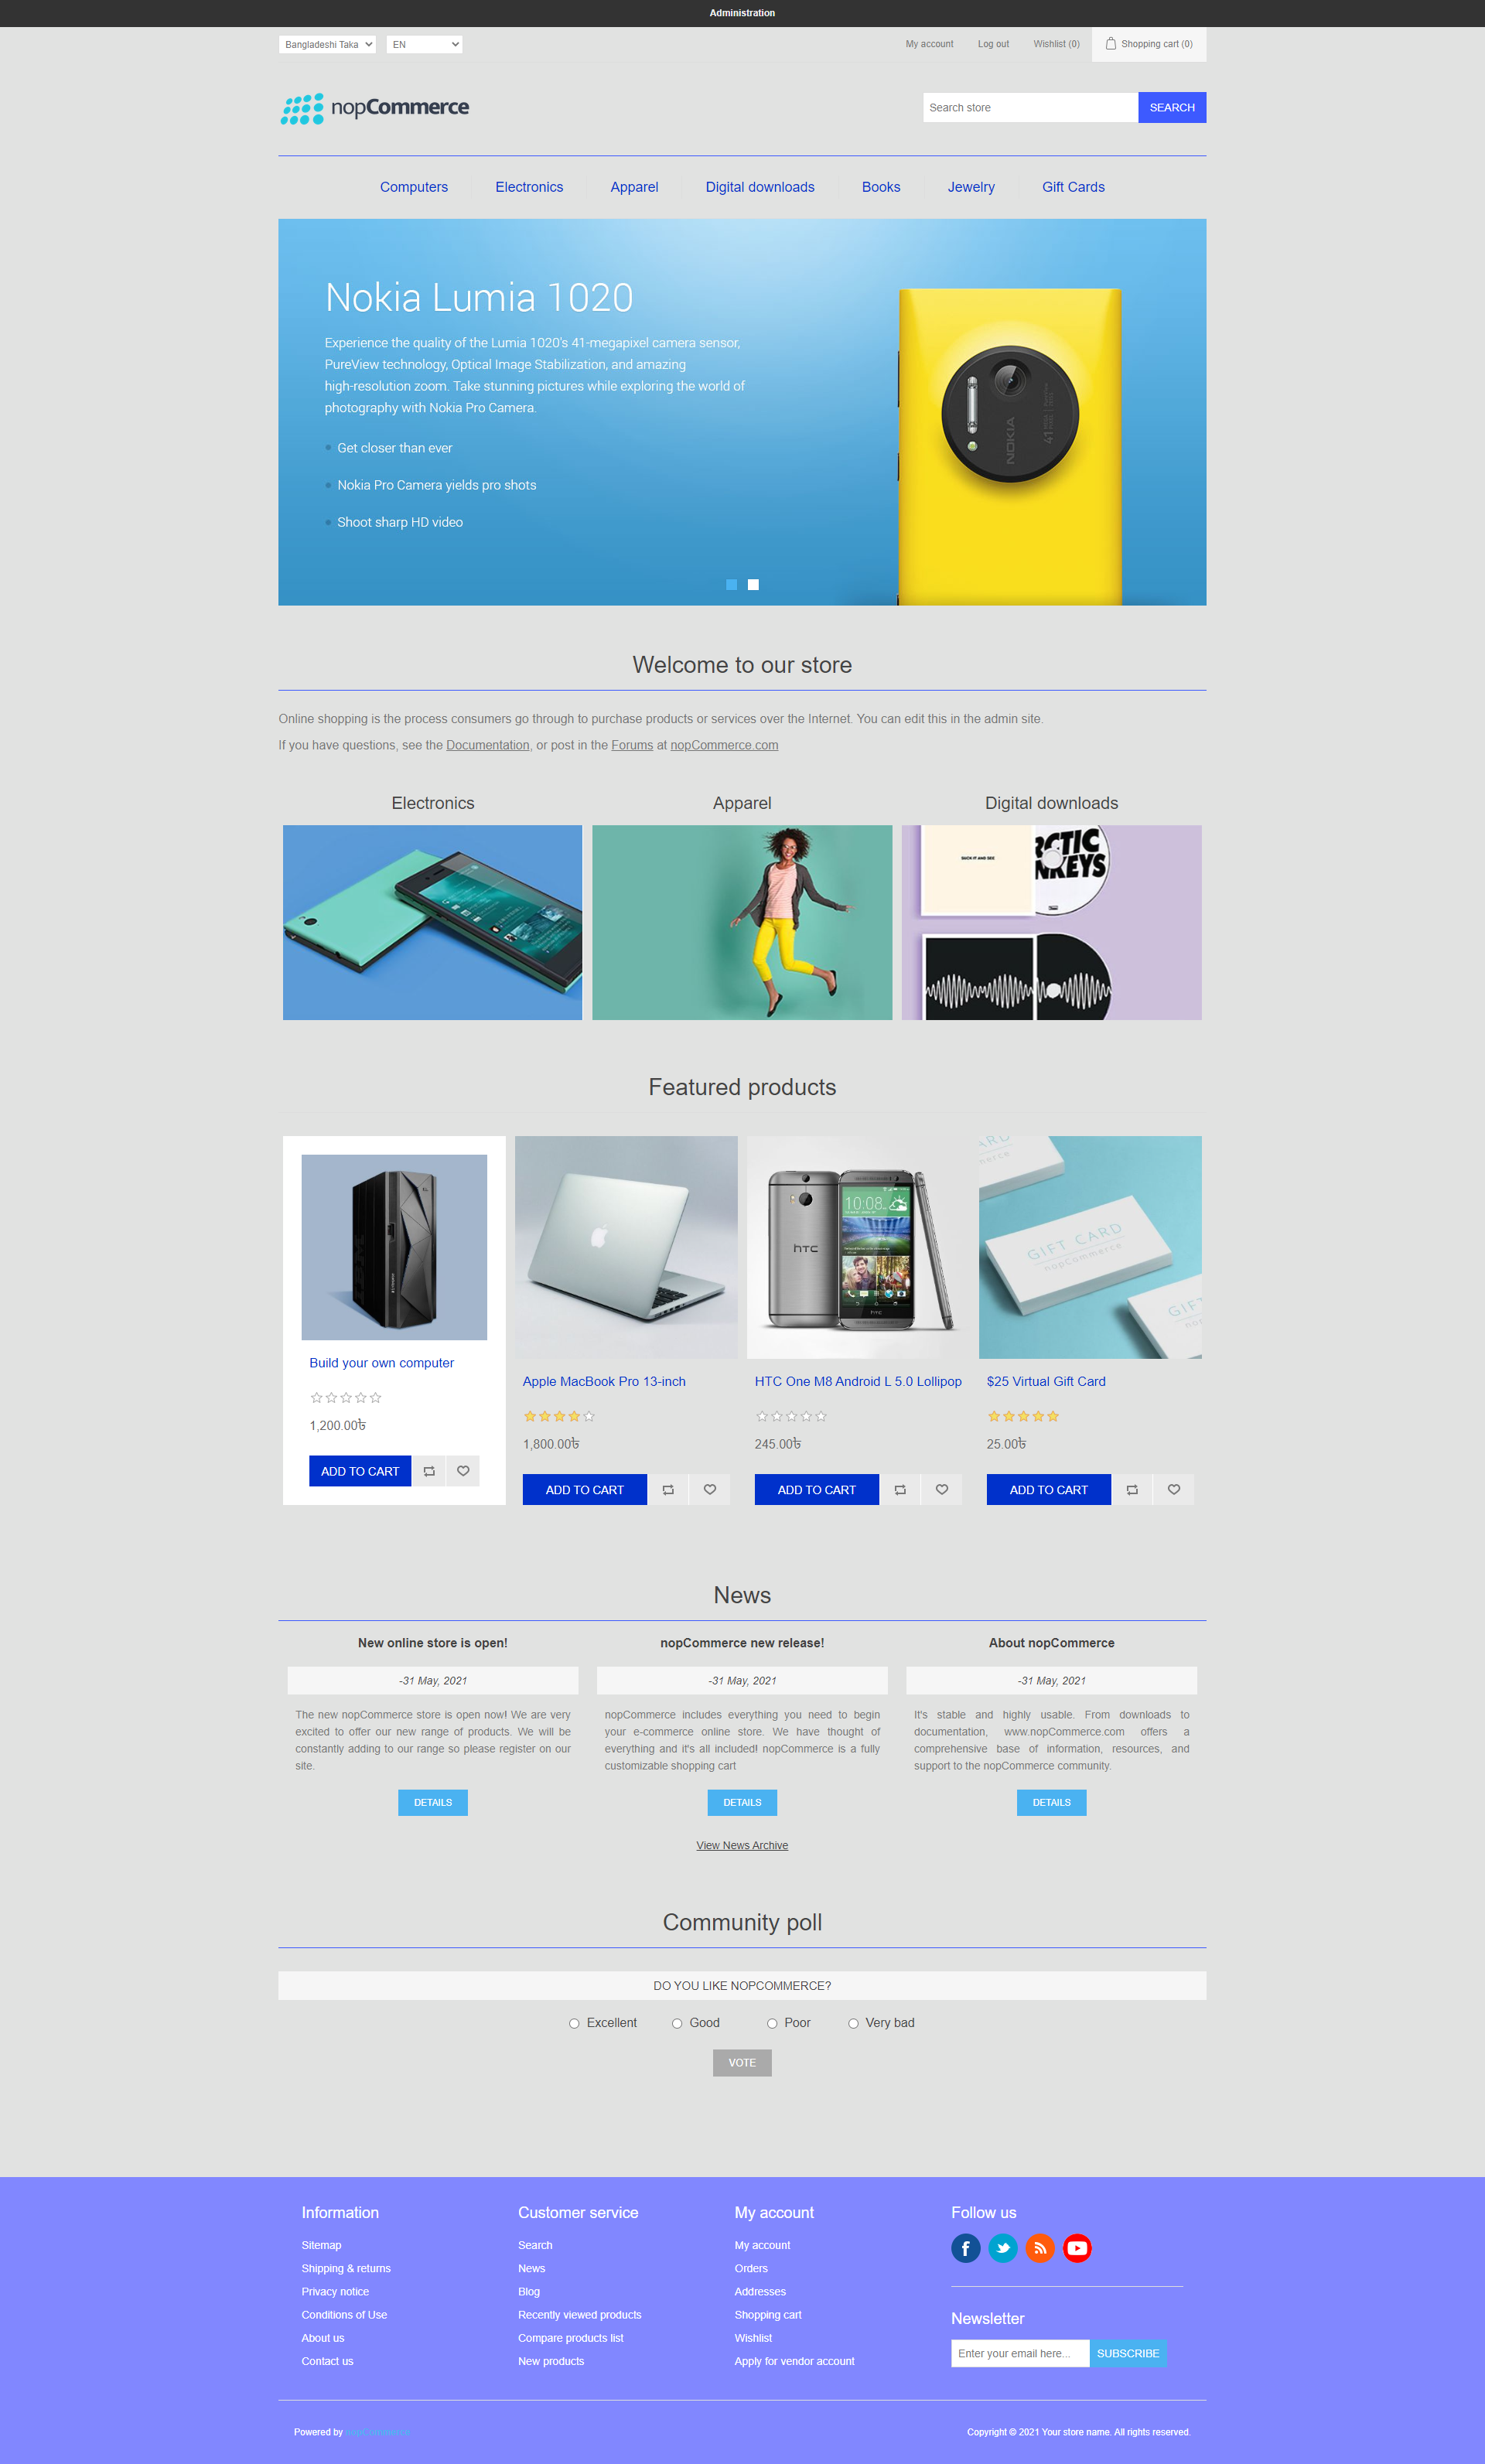 Administration
Bangladeshi Taka EN My account Log out Wishlist (0) Shopping cart (0)
nopCommerce
Search store SEARCH
Computers Electronics Apparel Digital downloads Books Jewelry Gift Cards
Nokia Lumia 1020
Experience the quality of the Lumia 1020's 41-megapixel camera sensor,
PureView technology, Optical Image Stabilization, and amazing
high-resolution zoom. Take stunning pictures while exploring the world of
photography with Nokia Pro Camera.
Get closer than ever
Nokia Pro Camera yields pro shots
Shoot sharp HD video
NOKIA
41
Welcome to our store
Online shopping is the process consumers go through to purchase products or services over the Internet. You can edit this in the admin site.
If you have questions, see the Documentation, or post in the Forums at nopCommerce.com
Electronics Apparel Digital downloads
SUCK IT AND SEE
RCTIC
NKEYS
Featured products
10:08
hTC
GIFT CARD
nopCommerce
Build your own computer
1,200.00৳
ADD TO CART
Apple MacBook Pro 13-inch
1,800.00৳
ADD TO CART
HTC One M8 Android L 5.0 Lollipop
245.00৳
ADD TO CART
$25 Virtual Gift Card
25.00৳
ADD TO CART
News
New online store is open!
-31 May, 2021
The new nopCommerce store is open now! We are very
excited to offer our new range of products. We will be
constantly adding to our range so please register on our
site.
DETAILS
nopCommerce new release!
-31 May, 2021
nopCommerce includes everything you need to begin
your e-commerce online store. We have thought of
everything and it's all included! nopCommerce is a fully
customizable shopping cart
DETAILS
About nopCommerce
-31 May, 2021
It's stable and highly usable. From downloads to
documentation, www.nopCommerce.com offers a
comprehensive base of information, resources, and
support to the nopCommerce community.
DETAILS
View News Archive
Community poll
DO YOU LIKE NOPCOMMERCE?
Excellent Good Poor Very bad
VOTE
Information
Sitemap
Shipping & returns
Privacy notice
Conditions of Use
About us
Contact us
Customer service
Search
News
Blog
Recently viewed products
Compare products list
New products
My account
My account
Orders
Addresses
Shopping cart
Wishlist
Apply for vendor account
Follow us
Newsletter
Enter your email here... SUBSCRIBE
Powered by nopCommerce
Copyright © 2021 Your store name. All rights reserved.